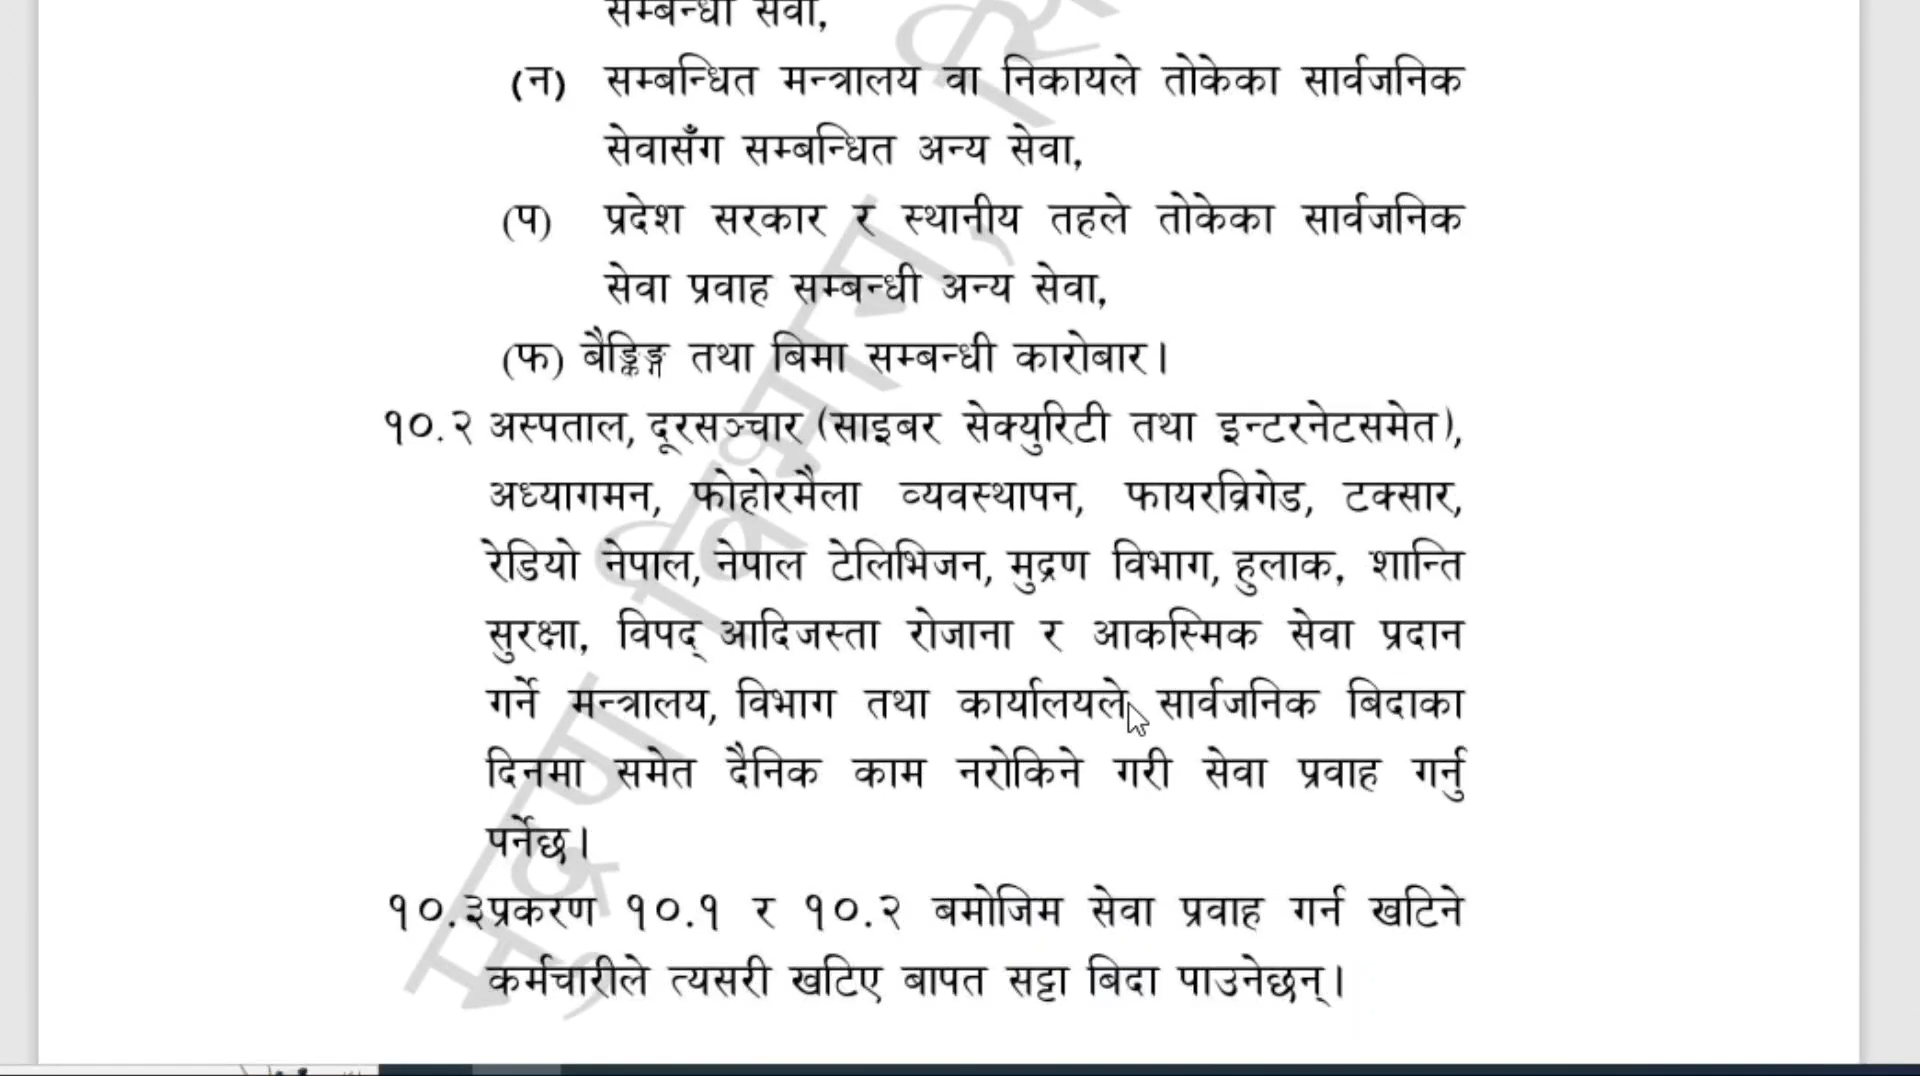 सम्बन्धी सेवा,
(न) सम्बन्धित मन्त्रालय वा निकायले तोकेका सार्वजनिक
सेवासँग सम्बन्धित अन्य सेवा,
(प) प्रदेश सरकार र स्थानीय तहले तोकेका सार्वजनिक
सेवा प्रवाह सम्बन्धी अन्य सेवा,
(फ) बैङ्किङ्ग तथा बिमा सम्बन्धी कारोबार।
१०.२ अस्पताल, दूरसञ्चार (साइबर सेक्युरिटी तथा इन्टरनेटसमेत),
अध्यागमन, फोहोरमैला व्यवस्थापन, फायरब्रिगेड, टक्सार,
रेडियो नेपाल, नेपाल टेलिभिजन, मुद्रण विभाग, हुलाक, शान्ति
सुरक्षा, विपद् आदिजस्ता रोजाना र आकस्मिक सेवा प्रदान
गर्ने मन्त्रालय, विभाग तथा कार्यालयले सार्वजनिक बिदाका
दिनमा समेत दैनिक काम नरोकिने गरी सेवा प्रवाह गर्नु
पर्नेछ।
१०.३प्रकरण १०.१ र १०.२ बमोजिम सेवा प्रवाह गर्न खटिने
कर्मचारीले त्यसरी खटिए बापत सट्टा बिदा पाउनेछन्।
मुद्रण विभाग,